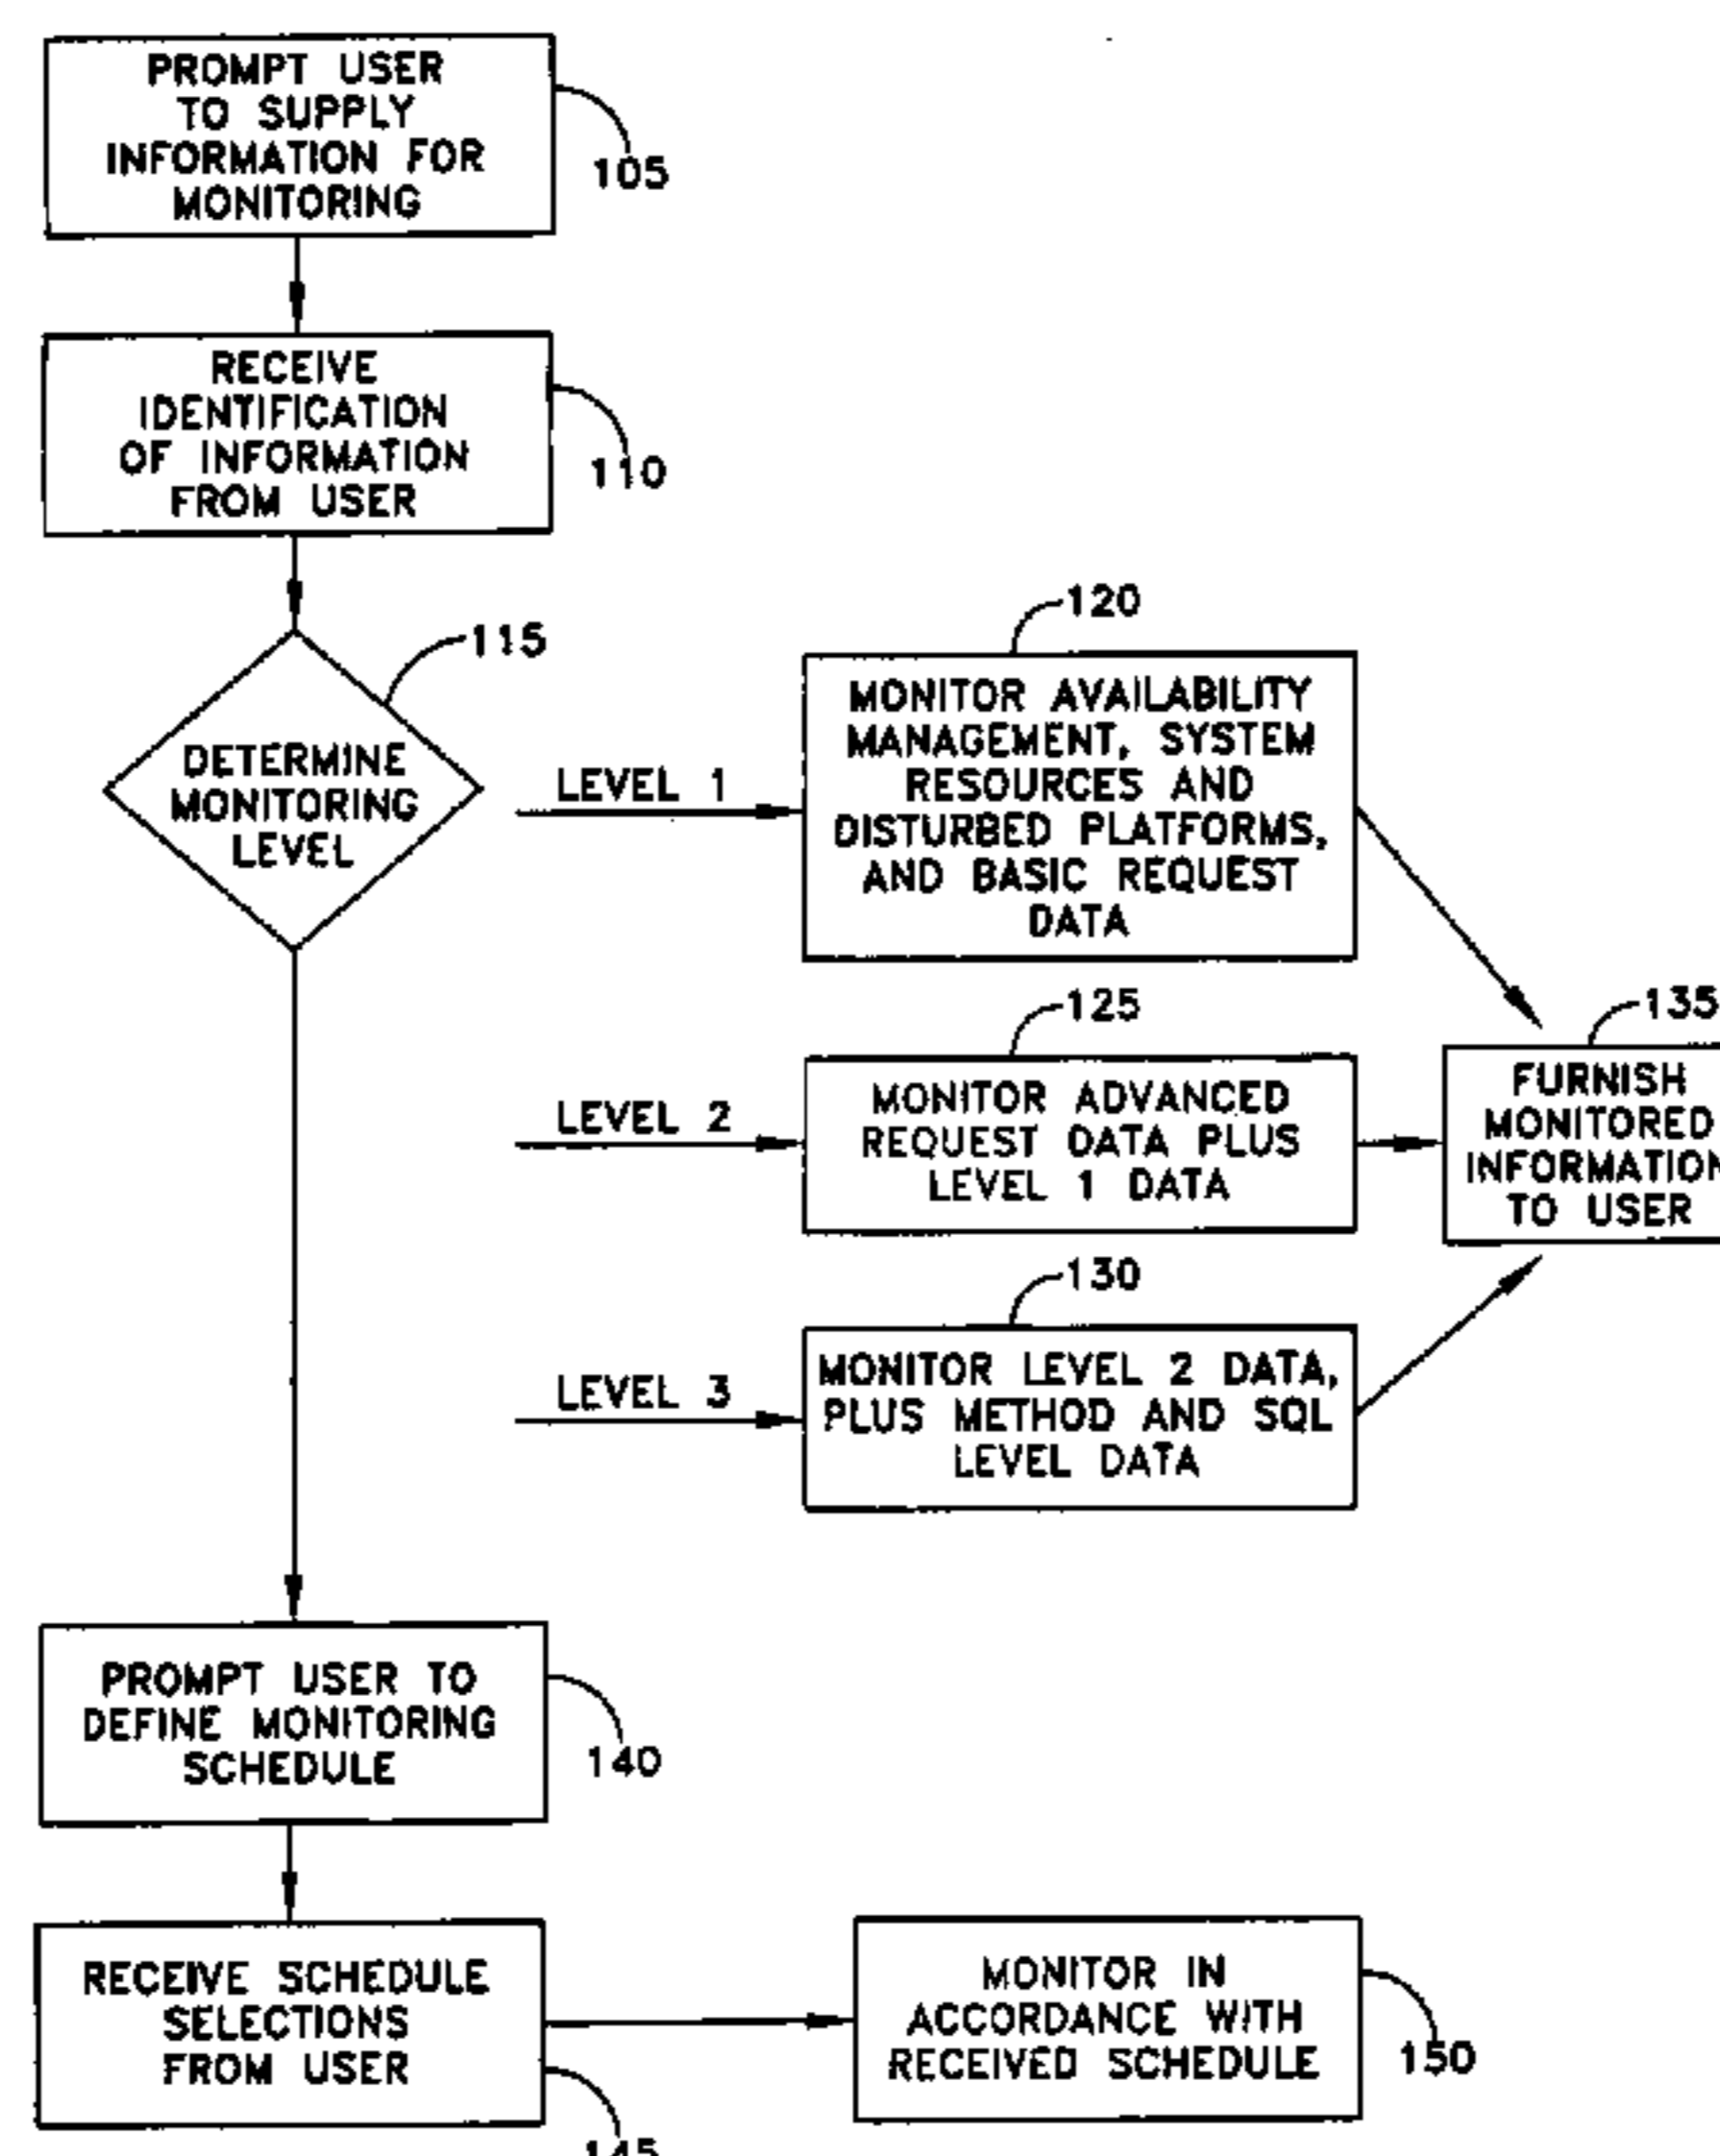 PROMPT USER
TO SUPPLY
INFORMATION FOR
MONITORING
105
RECEIVE
IDENTIFICATION
OF INFORMATION
FROM USER
110
115
DETERMINE
MONITORING
LEVEL
LEVEL 1
120
MONITOR AVAILABILITY
MANAGEMENT, SYSTEM
RESOURCES AND
DISTURBED PLATFORMS,
AND BASIC REQUEST
DATA
LEVEL 2
125
MONITOR ADVANCED
REQUEST DATA PLUS
LEVEL 1 DATA
135
FURNISH
MONITORED
INFORMATION
TO USER
LEVEL 3
130
MONITOR LEVEL 2 DATA,
PLUS METHOD AND SQL
LEVEL DATA
PROMPT USER TO
DEFINE MONITORING
SCHEDULE
140
RECEIVE SCHEDULE
SELECTIONS
FROM USER
145
MONITOR IN
ACCORDANCE WITH
RECEIVED SCHEDULE
150